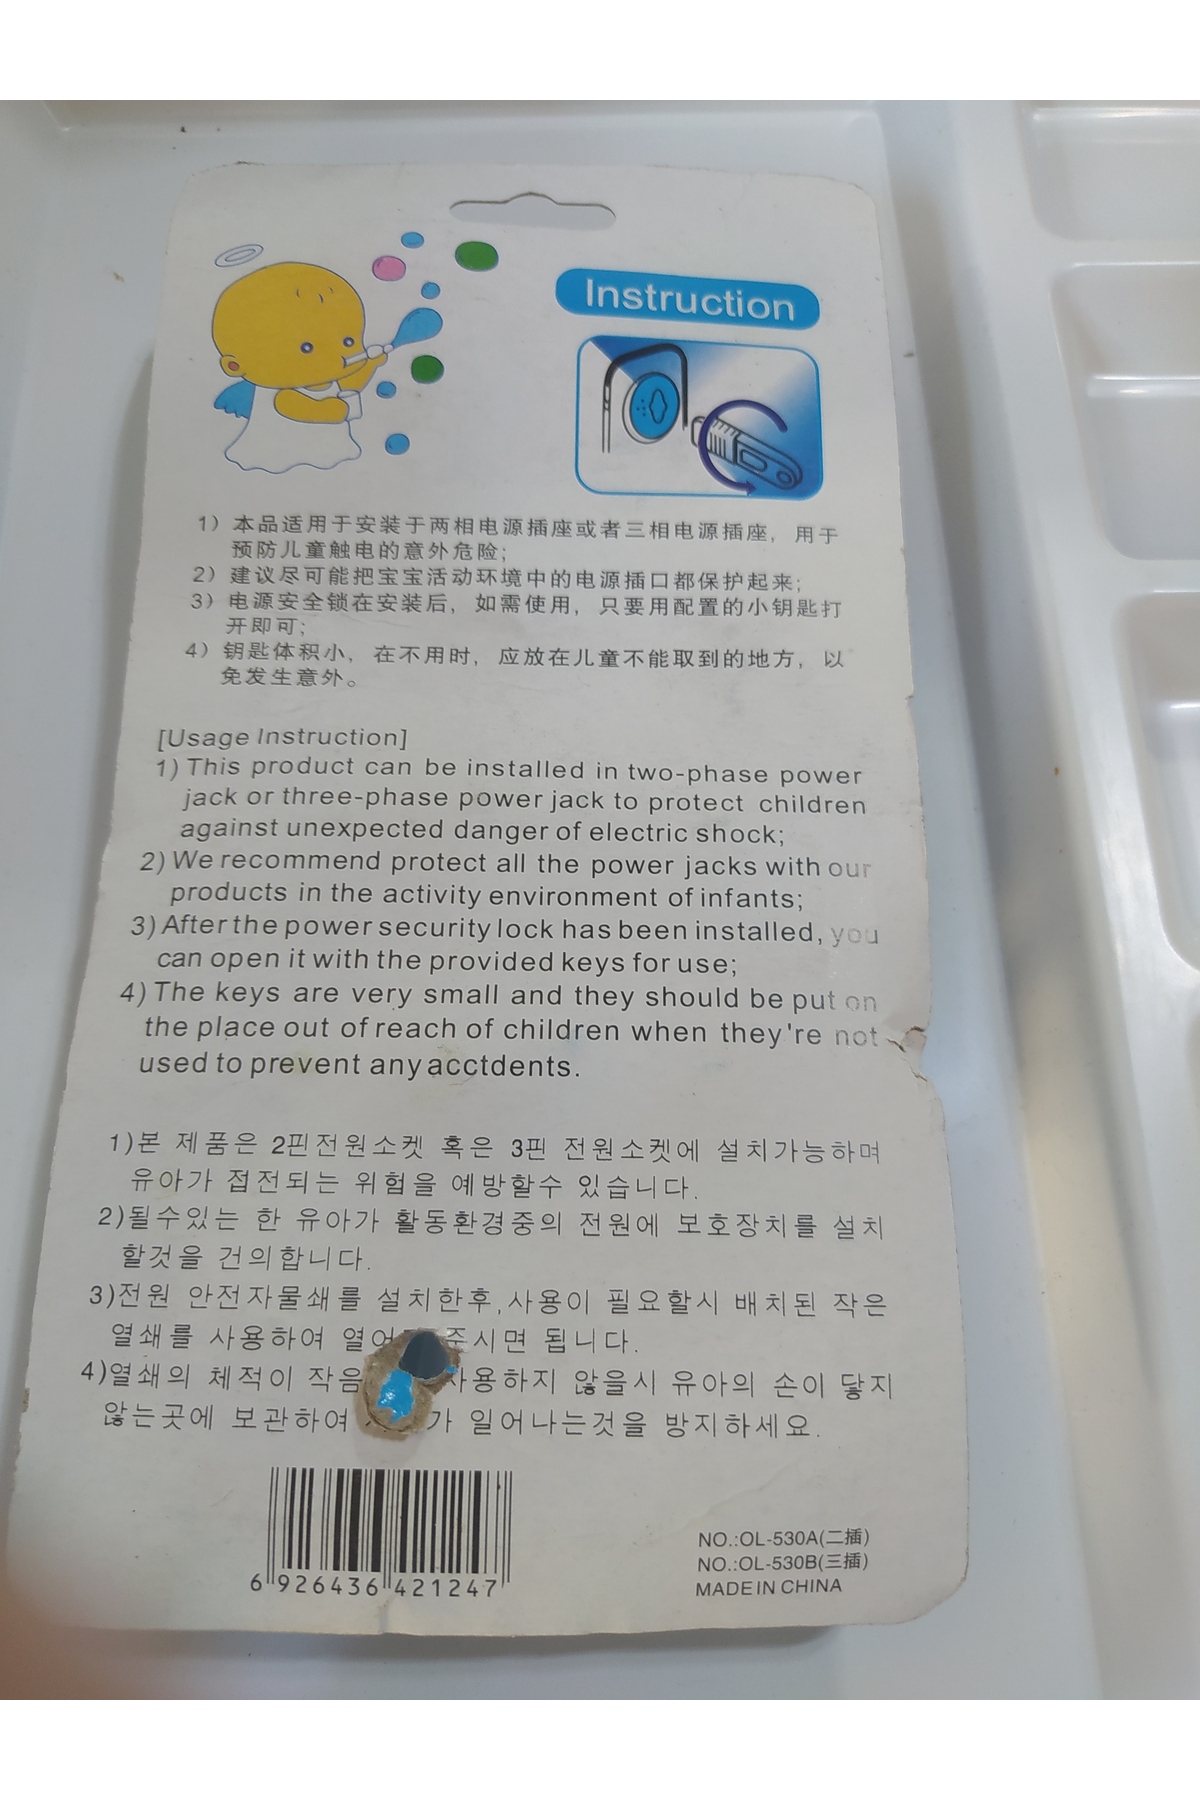 Instruction
1）本品适用于安装于两相电源插座或者三相电源插座，用于
预防儿童触电的意外危险；
2）建议尽可能把宝宝活动环境中的电源插口都保护起来；
3）电源安全锁在安装后，如需使用，只要用配置的小钥匙打
开即可；
4）钥匙体积小，在不用时，应放在儿童不能取到的地方，以
免发生意外。
[Usage Instruction]
1) This product can be installed in two-phase power
jack or three-phase power jack to protect children
against unexpected danger of electric shock;
2) We recommend protect all the power jacks with our
products in the activity environment of infants;
3) After the power security lock has been installed, you
can open it with the provided keys for use;
4) The keys are very small and they should be put on
the place out of reach of children when they're not
used to prevent any acctdents.
1)본 제품은 2핀전원소켓 혹은 3핀 전원소켓에 설치가능하며
유아가 접전되는 위험을 예방할수 있습니다.
2)될수있는 한 유아가 활동환경중의 전원에 보호장치를 설치
할것을 건의합니다.
3)전원 안전자물쇄를 설치한후,사용이 필요할시 배치된 작은
열쇄를 사용하여 주시면 됩니다.
4)열쇄의 체적이 작음 사용하지 않을시 유아의 손이 닿지
않는곳에 보관하여 가 일어나는것을 방지하세요.
6 926436 421247
NO.:OL-530A(二插)
NO.:OL-530B(三插)
MADE IN CHINA